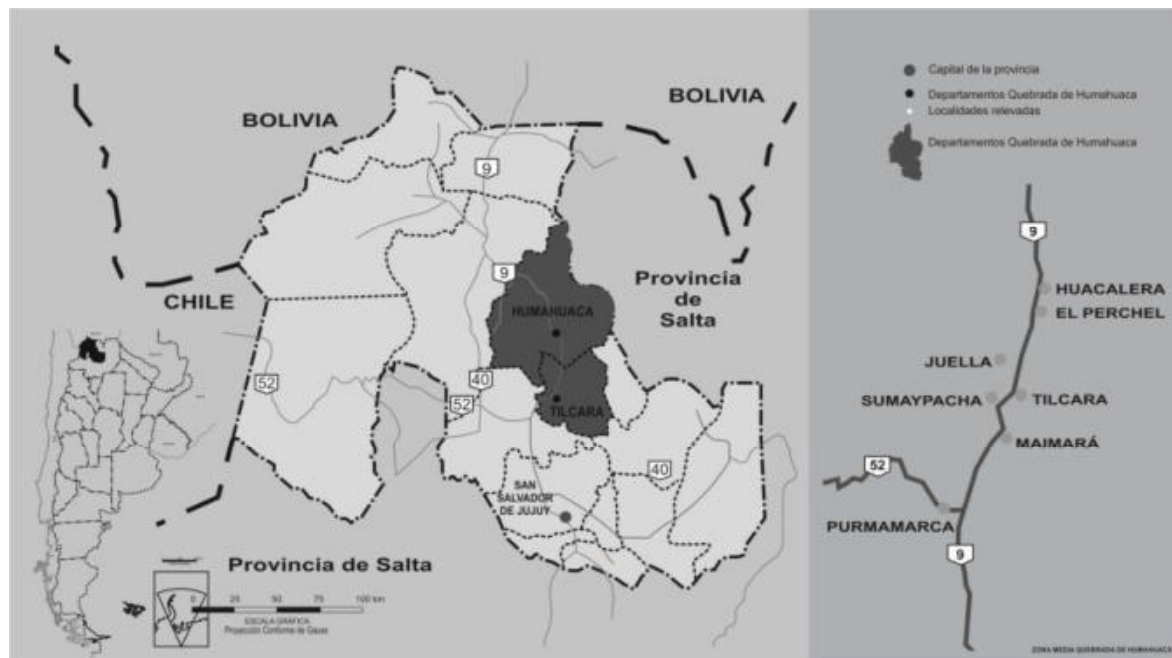 BOLIVIA
BOLIVIA
9
9
Provincia
de
Salta
CHILE
HUMAHUACA
52
40
52
TILCARA
40
SAN
SALVADOR
DE JUJUY
Provincia de Salta
0 25 50 75 100 km
ESCALA GRÁFICA
Proyección Conforme de Gauss
Capital de la provincia
Departamentos Quebrada de Humahuaca
Localidades relevadas
Departamentos Quebrada de Humahuaca
9
HUACALERA
EL PERCHEL
JUELLA
SUMAYPACHA
TILCARA
MAIMARÁ
52
PURMAMARCA
9
ZONA MEDIA QUEBRADA DE HUMAHUACA